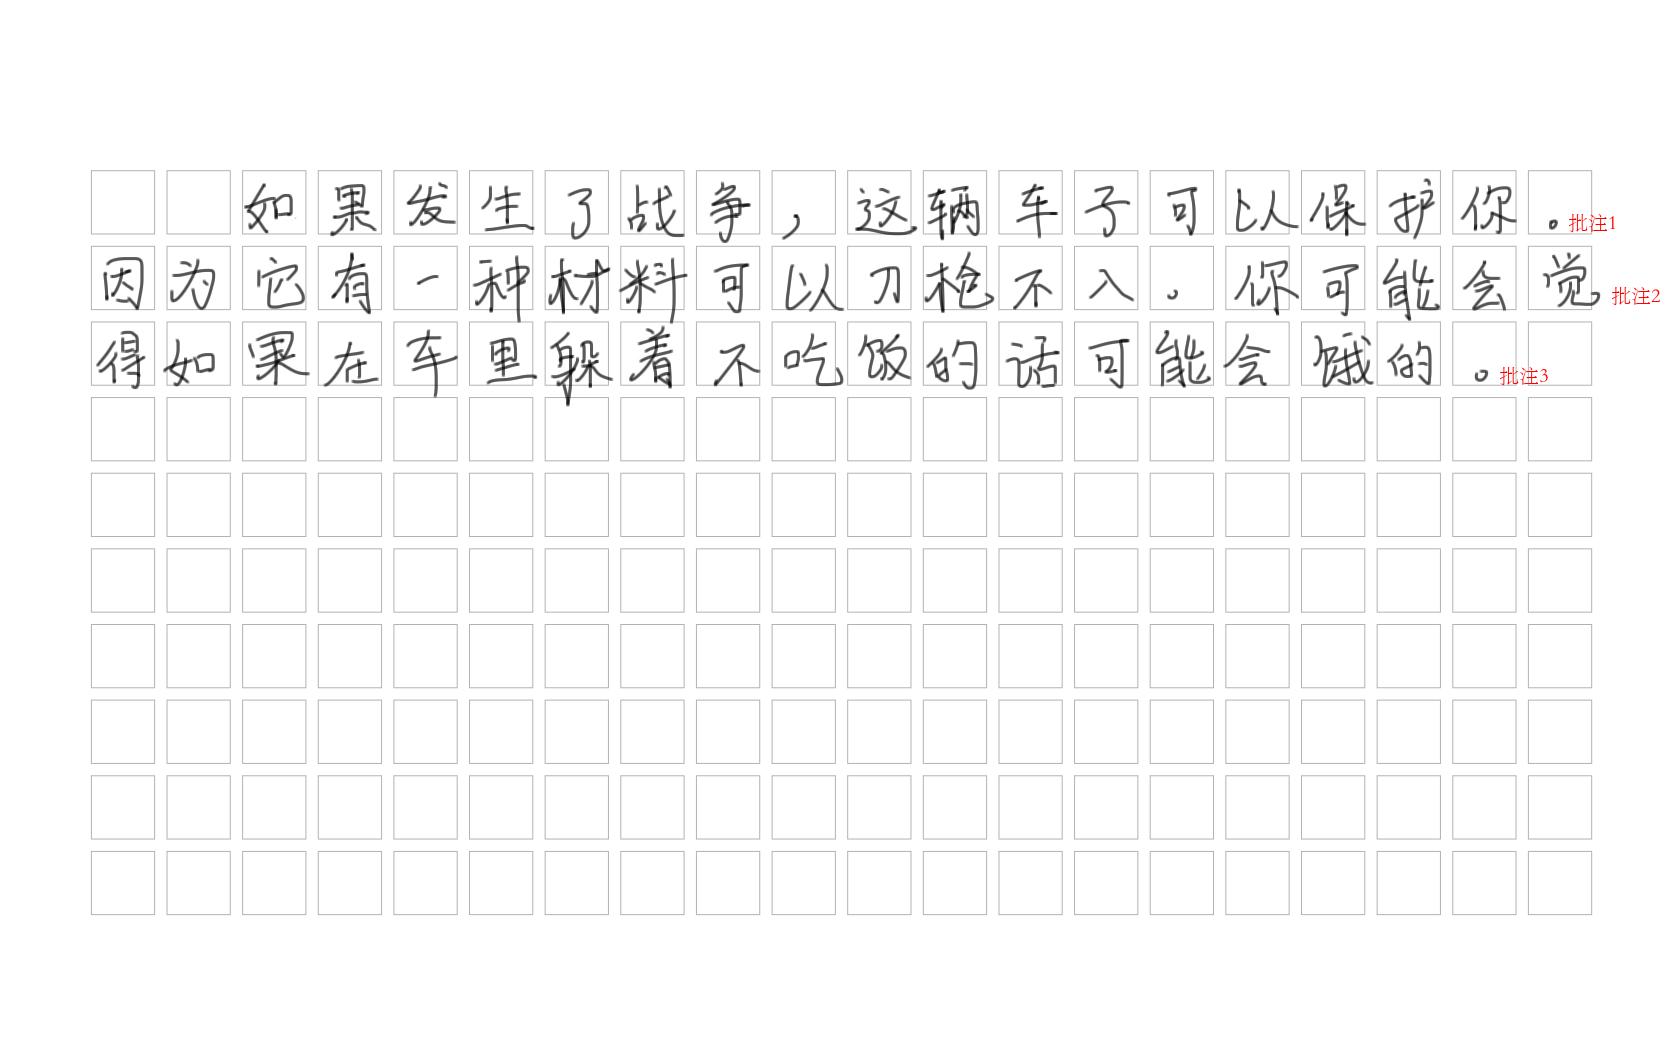 如果发生了战争，这辆车子可以保护你。批注1
因为它有一种材料可以刀枪不入。你可能会觉批注2
得如果在车里躲着不吃饭的话可能会饿的。批注3